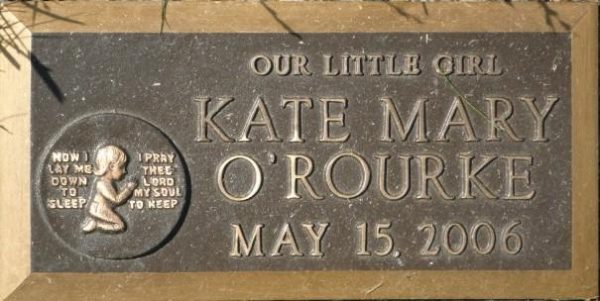 OUR LITTLE GIRL
KATE MARY
O'ROURKE
MAY 15, 2006
NOW I
LAY ME
DOWN
TO
SLEEP
I PRAY
THEE
LORD
MY SOUL
TO KEEP